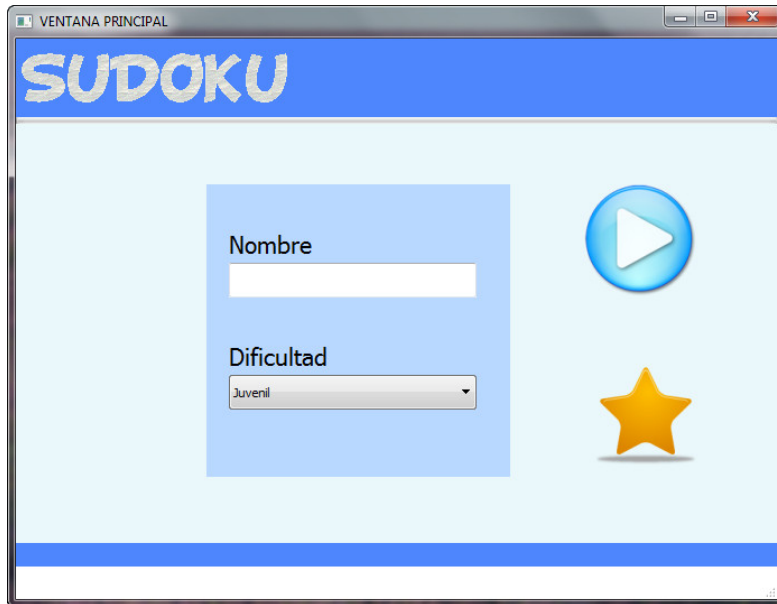 VENTANA PRINCIPAL
SUDOKU
Nombre
Dificultad
Juvenil